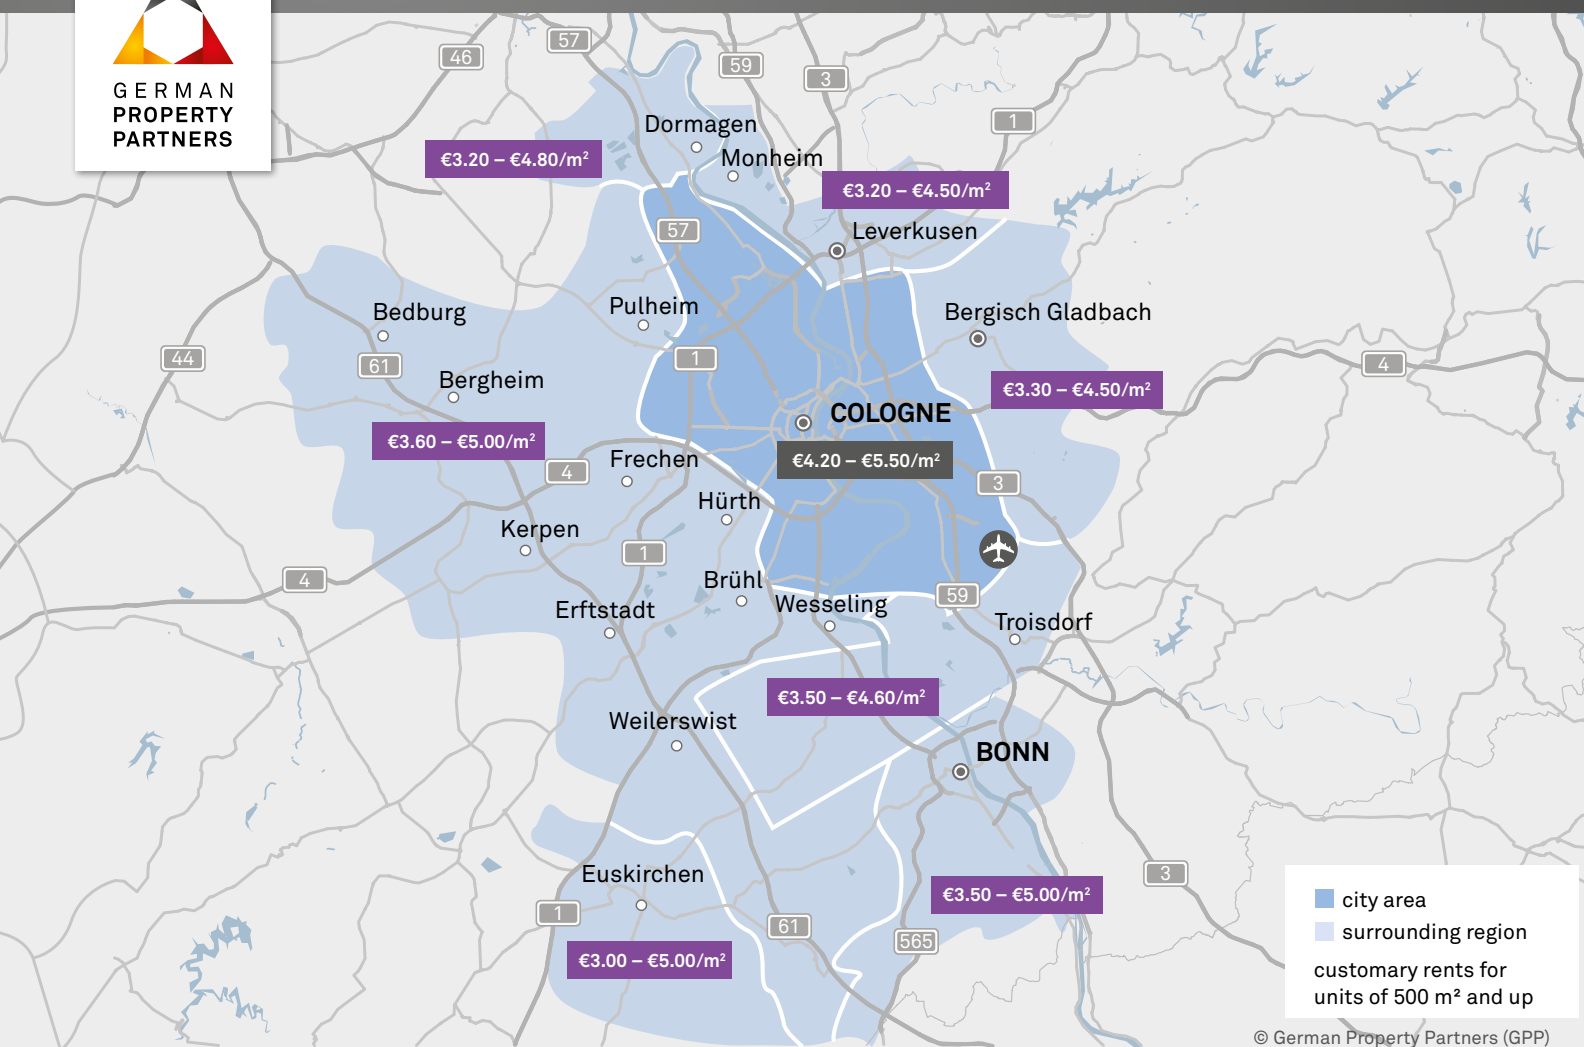 GERMAN
PROPERTY
PARTNERS
46
57
59
3
1
Dormagen
€3.20 – €4.80/m²
Monheim
€3.20 – €4.50/m²
57
Leverkusen
Bedburg
Pulheim
Bergisch Gladbach
44
61
1
4
Bergheim
€3.30 – €4.50/m²
COLOGNE
€3.60 – €5.00/m²
Frechen
€4.20 – €5.50/m²
4
3
Hürth
Kerpen
1
4
Brühl
59
Erftstadt
Wesseling
Troisdorf
€3.50 – €4.60/m²
Weilerswist
BONN
Euskirchen
3
€3.50 – €5.00/m²
1
61
565
€3.00 – €5.00/m²
city area
surrounding region
customary rents for
units of 500 m² and up
© German Property Partners (GPP)